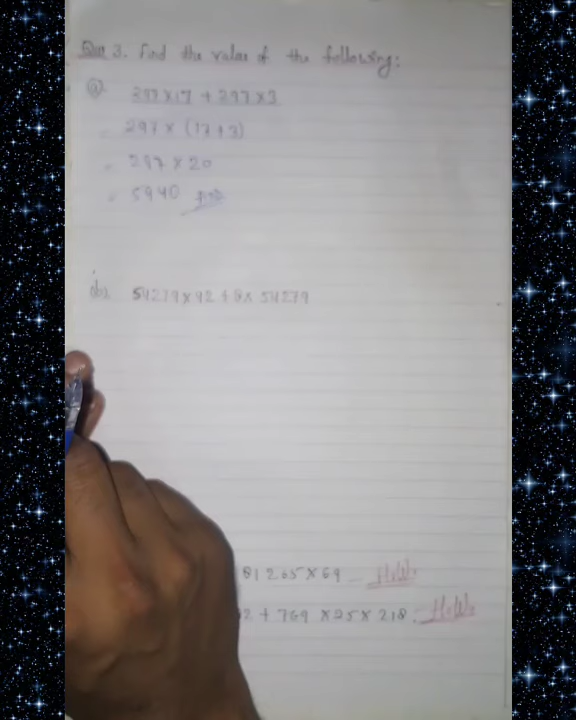 Que 3. Find the value of the following:
(a) 297×17 + 297×3
= 297 × (17+3)
= 297 × 20
= 5940
(b) 54279×92 + 8× 54279
81265×69 - H.W.
2 + 769 ×25× 218. H.W.